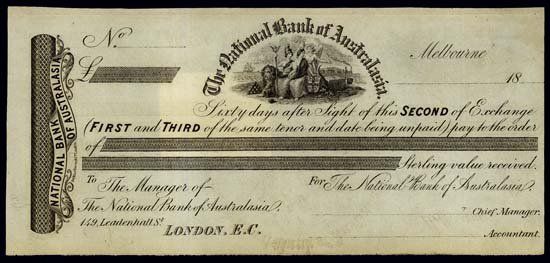 NATIONAL BANK OF AUSTRALASIA
No
£
The National Bank of Australasia.
Melbourne
18
Sixty days after Sight of this SECOND of Exchange
(FIRST and THIRD of the same tenor and date being unpaid) pay to the order
of
Sterling value received.
To The Manager of
For The National Bank of Australasia.
The National Bank of Australasia.
149, Leadenhall St
Chief Manager.
LONDON, E.C.
Accountant.